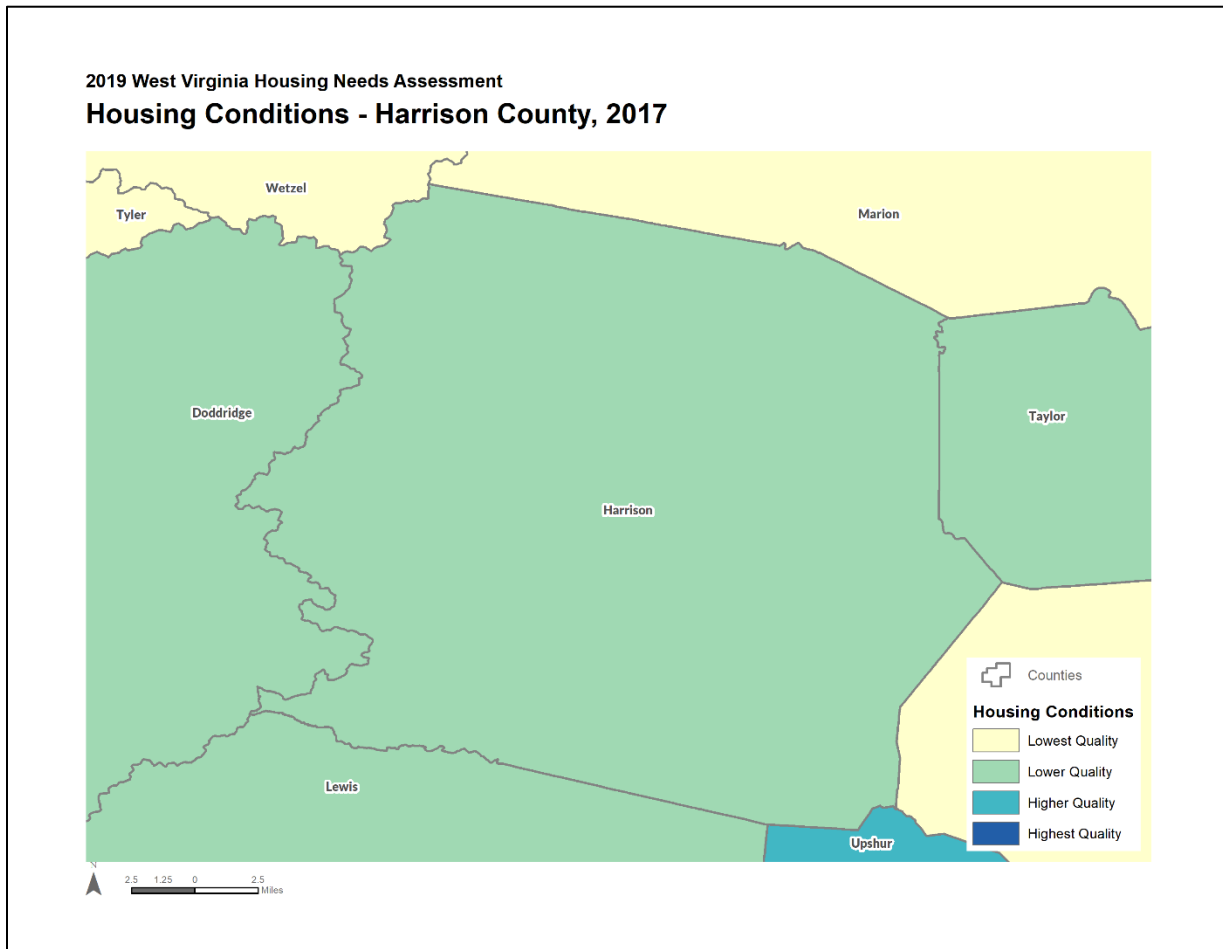 2019 West Virginia Housing Needs Assessment
Housing Conditions - Harrison County, 2017
Wetzel
Tyler
Marion
Doddridge
Taylor
Harrison
Lewis
Upshur
Counties
Housing Conditions
Lowest Quality
Lower Quality
Higher Quality
Highest Quality
2.5 1.25 0 2.5
Miles